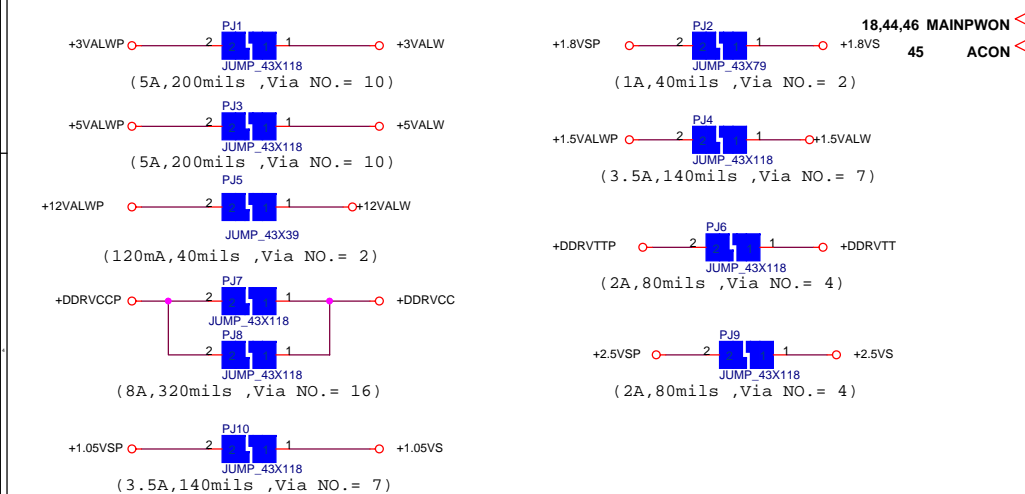 PJ1
+3VALWP 2 2 1 1 +3VALW
JUMP_43X118
(5A,200mils ,Via NO.= 10)
PJ3
+5VALWP 2 2 1 1 +5VALW
JUMP_43X118
(5A,200mils ,Via NO.= 10)
PJ5
+12VALWP 2 2 1 1 +12VALW
JUMP_43X39
(120mA,40mils ,Via NO.= 2)
PJ7
+DDRVCCP 2 2 1 1 +DDRVCC
JUMP_43X118
PJ8
2 2 1 1
JUMP_43X118
(8A,320mils ,Via NO.= 16)
PJ10
+1.05VSP 2 2 1 1 +1.05VS
JUMP_43X118
(3.5A,140mils ,Via NO.= 7)
PJ2
+1.8VSP 2 2 1 1 +1.8VS
JUMP_43X79
(1A,40mils ,Via NO.= 2)
PJ4
+1.5VALWP 2 2 1 1 +1.5VALW
JUMP_43X118
(3.5A,140mils ,Via NO.= 7)
PJ6
+DDRVTTP 2 2 1 1 +DDRVTT
JUMP_43X118
(2A,80mils ,Via NO.= 4)
PJ9
+2.5VSP 2 2 1 1 +2.5VS
JUMP_43X118
(2A,80mils ,Via NO.= 4)
18,44,46 MAINPWON
45 ACON